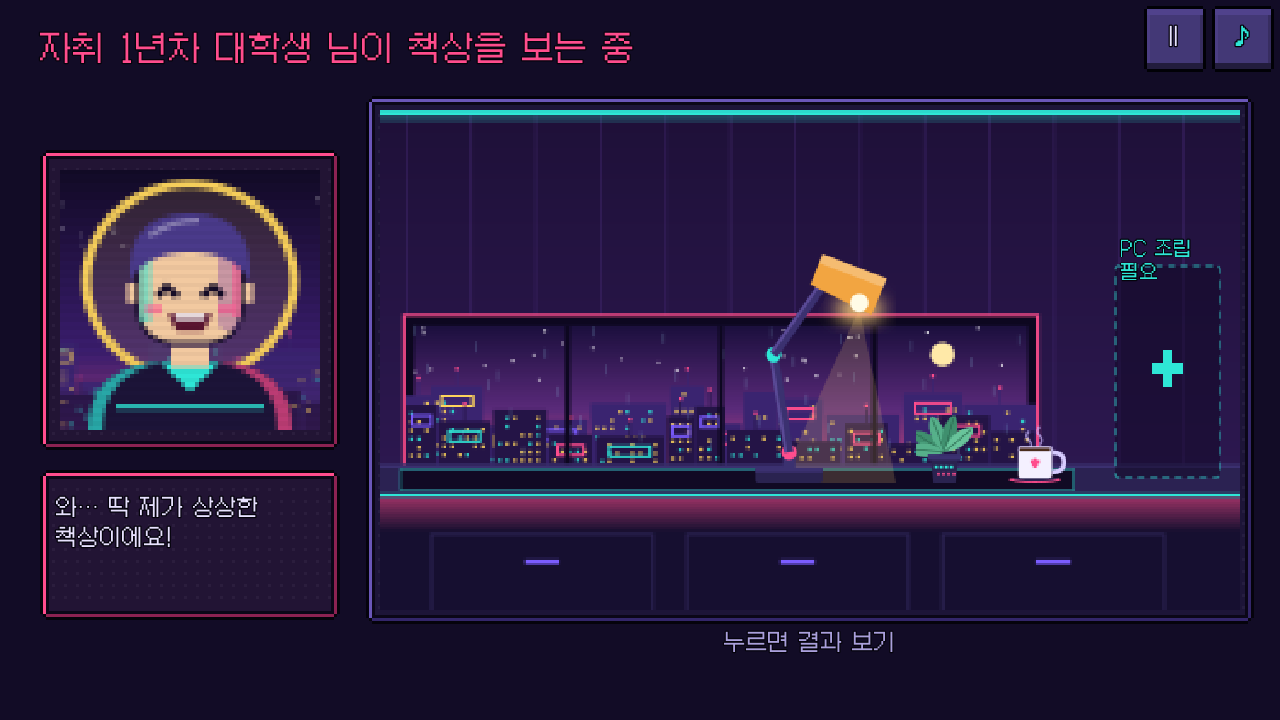 자취 1년차 대학생 님이 책상을 보는 중
PC 조립
필요
와… 딱 제가 상상한
책상이에요!
누르면 결과 보기